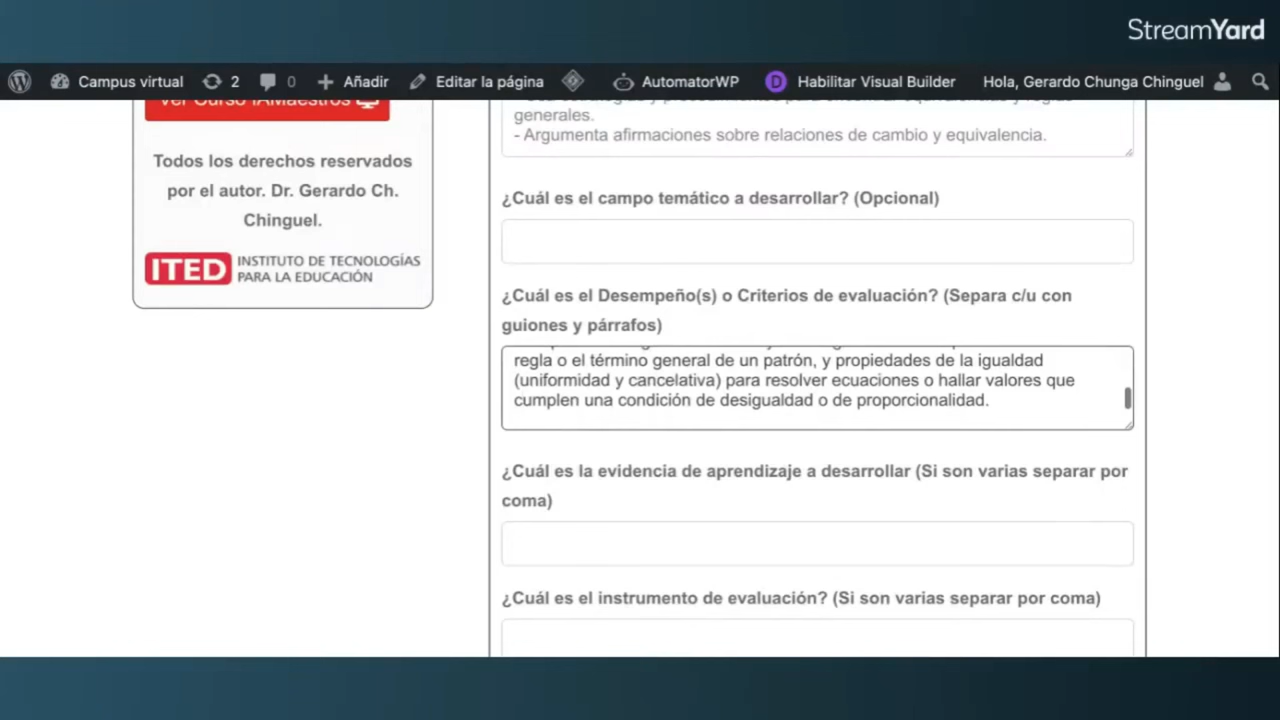 StreamYard
Campus virtual 2 0 Añadir Editar la página AutomatorWP D Habilitar Visual Builder Hola, Gerardo Chunga Chinguel
Ver Curso IAMaestros
Todos los derechos reservados
por el autor. Dr. Gerardo Ch.
Chinguel.
ITED INSTITUTO DE TECNOLOGÍAS
PARA LA EDUCACIÓN
generales.
- Argumenta afirmaciones sobre relaciones de cambio y equivalencia.
¿Cuál es el campo temático a desarrollar? (Opcional)
¿Cuál es el Desempeño(s) o Criterios de evaluación? (Separa c/u con
guiones y párrafos)
regla o el término general de un patrón, y propiedades de la igualdad
(uniformidad y cancelativa) para resolver ecuaciones o hallar valores que
cumplen una condición de desigualdad o de proporcionalidad.
¿Cuál es la evidencia de aprendizaje a desarrollar (Si son varias separar por
coma)
¿Cuál es el instrumento de evaluación? (Si son varias separar por coma)